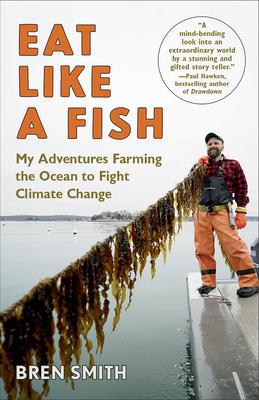 EAT
LIKE
A FISH
"A
mind-bending
look into an
extraordinary world
by a stunning and
gifted story teller."
—Paul Hawken,
bestselling author
of Drawdown
My Adventures Farming
the Ocean to Fight
Climate Change
BREN SMITH